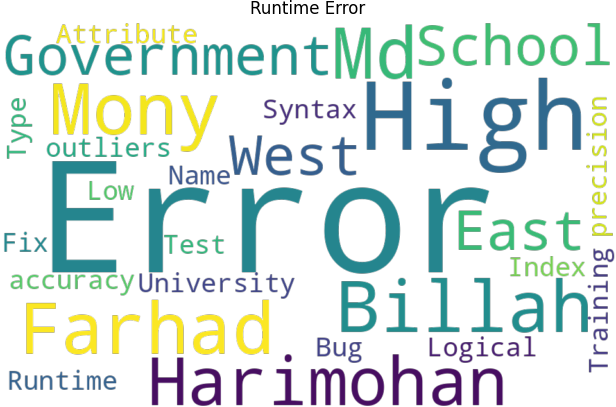 Runtime Error
Attribute
Government Md School
Mony High
Type Syntax precision
outliers West
Name
Error
Low
East
Fix Test
Index
accuracy University Training
Billah
Farhad
Bug Logical
Runtime Harimohan